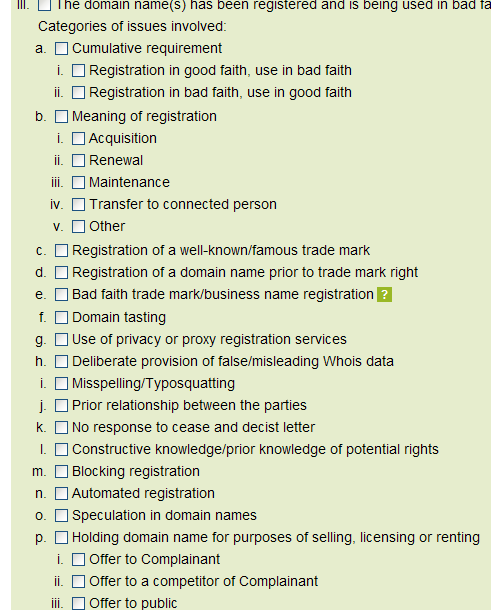 III. The domain name(s) has been registered and is being used in bad fa
Categories of issues involved:
a. Cumulative requirement
i. Registration in good faith, use in bad faith
ii. Registration in bad faith, use in good faith
b. Meaning of registration
i. Acquisition
ii. Renewal
iii. Maintenance
iv. Transfer to connected person
v. Other
c. Registration of a well-known/famous trade mark
d. Registration of a domain name prior to trade mark right
e. Bad faith trade mark/business name registration ?
f. Domain tasting
g. Use of privacy or proxy registration services
h. Deliberate provision of false/misleading Whois data
i. Misspelling/Typosquatting
j. Prior relationship between the parties
k. No response to cease and decist letter
l. Constructive knowledge/prior knowledge of potential rights
m. Blocking registration
n. Automated registration
o. Speculation in domain names
p. Holding domain name for purposes of selling, licensing or renting
i. Offer to Complainant
ii. Offer to a competitor of Complainant
iii. Offer to public